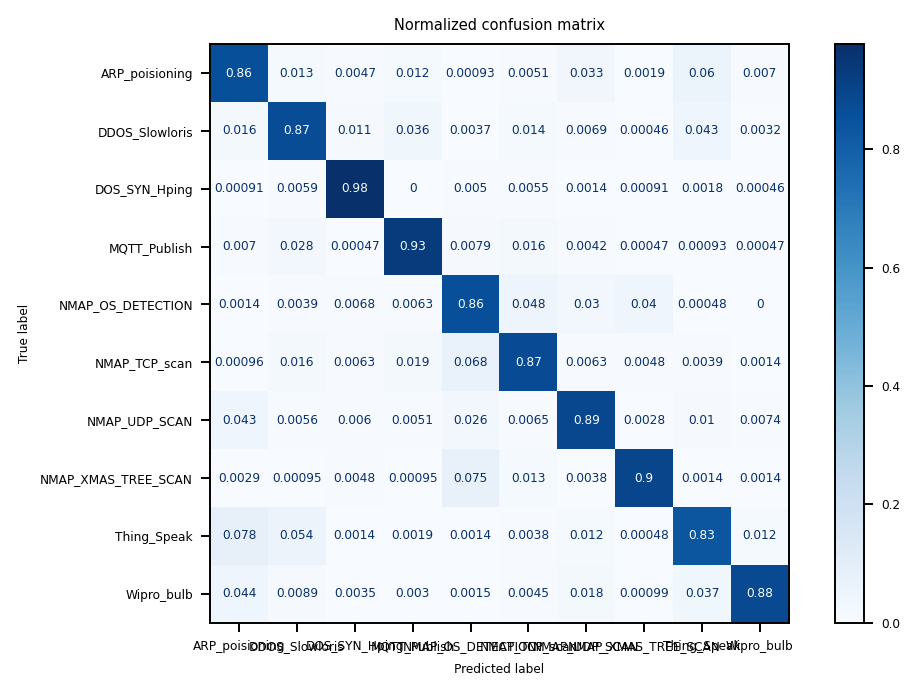 Normalized confusion matrix
ARP_poisioning 0.86 0.013 0.0047 0.012 0.00093 0.0051 0.033 0.0019 0.06 0.007
DDOS_Slowloris 0.016 0.87 0.011 0.036 0.0037 0.014 0.0069 0.00046 0.043 0.0032
0.8
DOS_SYN_Hping 0.00091 0.0059 0.98 0 0.005 0.0055 0.0014 0.00091 0.0018 0.00046
MQTT_Publish 0.007 0.028 0.00047 0.93 0.0079 0.016 0.0042 0.00047 0.00093 0.00047
0.6
NMAP_OS_DETECTION 0.0014 0.0039 0.0068 0.0063 0.86 0.048 0.03 0.04 0.00048 0
True label
NMAP_TCP_scan 0.00096 0.016 0.0063 0.019 0.068 0.87 0.0063 0.0048 0.0039 0.0014
0.4
NMAP_UDP_SCAN 0.043 0.0056 0.006 0.0051 0.026 0.0065 0.89 0.0028 0.01 0.0074
NMAP_XMAS_TREE_SCAN 0.0029 0.00095 0.0048 0.00095 0.075 0.013 0.0038 0.9 0.0014 0.0014
0.2
Thing_Speak 0.078 0.054 0.0014 0.0019 0.0014 0.0038 0.012 0.00048 0.83 0.012
Wipro_bulb 0.044 0.0089 0.0035 0.003 0.0015 0.0045 0.018 0.00099 0.037 0.88
0.0
ARP_poisioning DDOS_Slowloris DOS_SYN_Hping MQTT_Publish NMAP_OS_DETECTION NMAP_TCP_scan NMAP_UDP_SCAN NMAP_XMAS_TREE_SCAN Thing_Speak Wipro_bulb
Predicted label